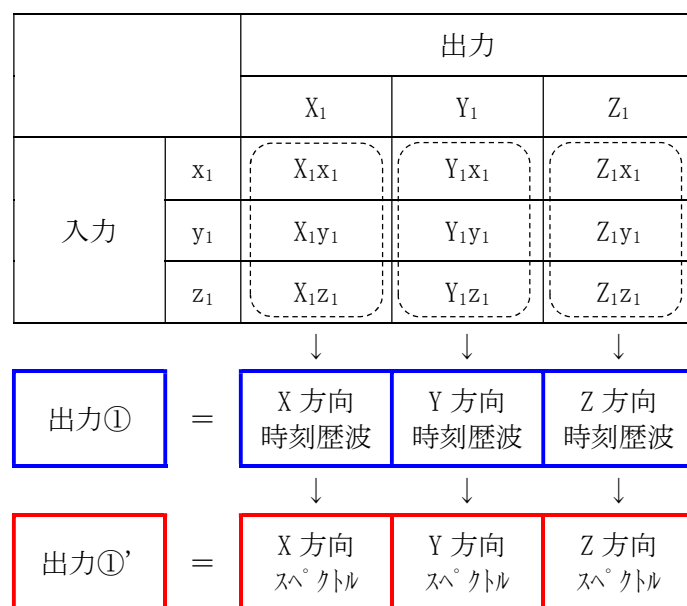 出力
X₁ Y₁ Z₁
入力
x₁ X₁x₁ Y₁x₁ Z₁x₁
y₁ X₁y₁ Y₁y₁ Z₁y₁
z₁ X₁z₁ Y₁z₁ Z₁z₁
↓ ↓ ↓
出力① = X 方向 時刻歴波 Y 方向 時刻歴波 Z 方向 時刻歴波
↓ ↓ ↓
出力①’ = X 方向 ｽﾍﾟｸﾄﾙ Y 方向 ｽﾍﾟｸﾄﾙ Z 方向 ｽﾍﾟｸﾄﾙ